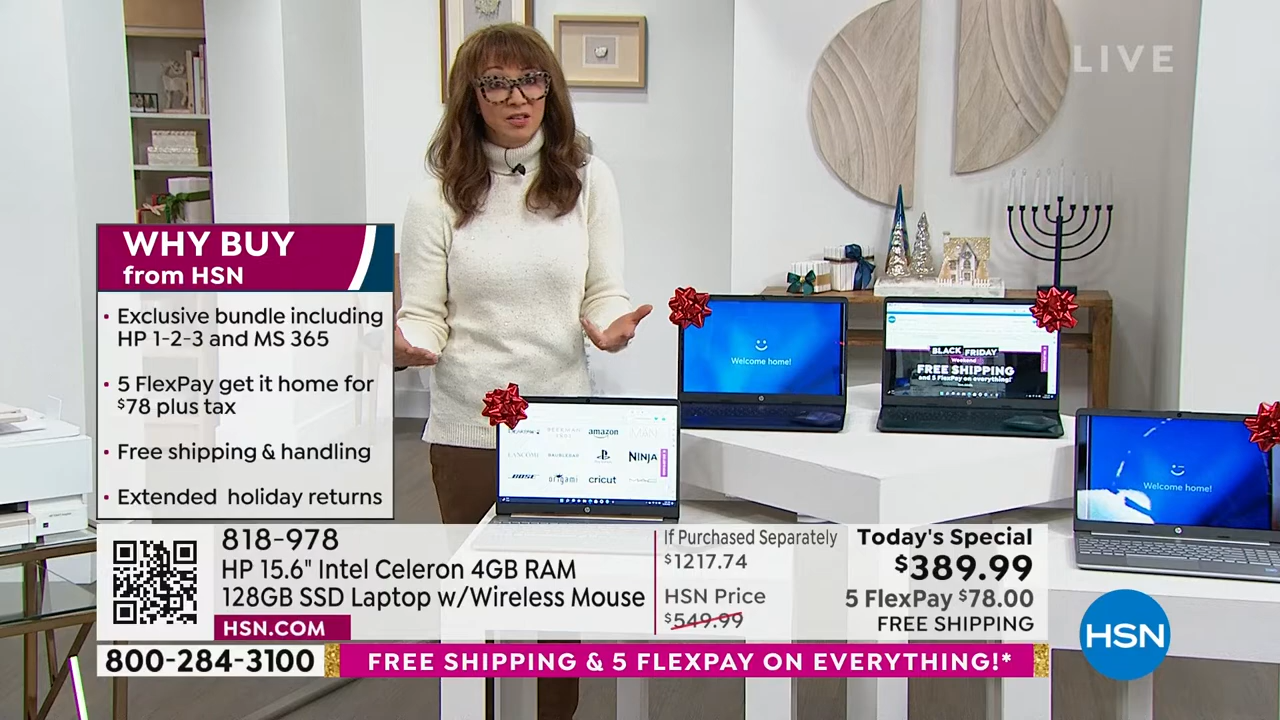 LIVE
WHY BUY
from HSN
• Exclusive bundle including
HP 1-2-3 and MS 365
• 5 FlexPay get it home for
$78 plus tax
• Free shipping & handling
• Extended holiday returns
Welcome home!
BLACK FRIDAY
Weekend
FREE SHIPPING
and 5 FlexPay on everything!
amazon
NINJA
BOSE
origami
cricut
Welcome home!
818-978
HP 15.6" Intel Celeron 4GB RAM
128GB SSD Laptop w/Wireless Mouse
HSN.COM
If Purchased Separately
$1217.74
HSN Price
$549.99
Today's Special
$389.99
5 FlexPay $78.00
FREE SHIPPING
HSN
800-284-3100
FREE SHIPPING & 5 FLEXPAY ON EVERYTHING!*